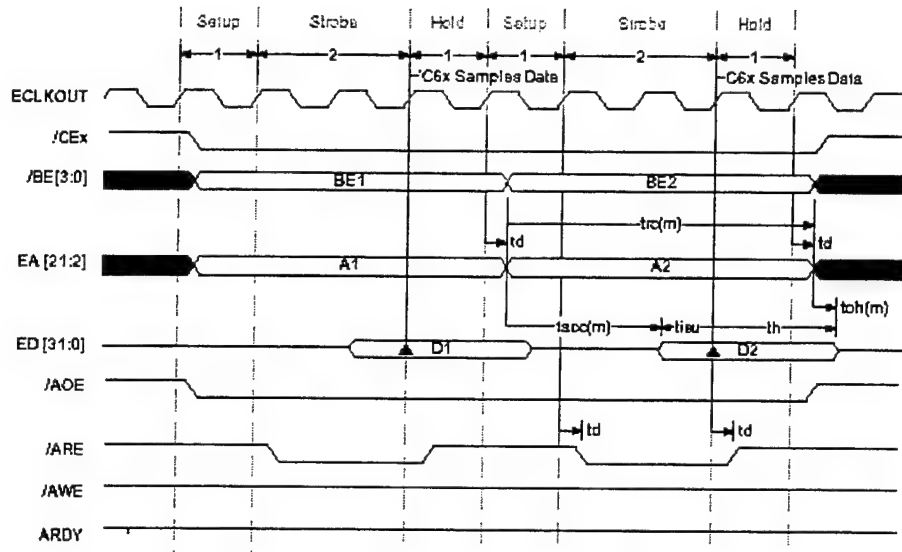 Setup Strobe Hold Setup Strobe Hold
1 2 1 1 2 1
'C6x Samples Data C6x Samples Data
ECLKOUT
/CEx
/BE[3:0] BE1 BE2
trc(m)
td td
EA [21:2] A1 A2
toh(m)
tacc(m) tisu th
ED [31:0] D1 D2
/AOE
td td
/ARE
/AWE
ARDY